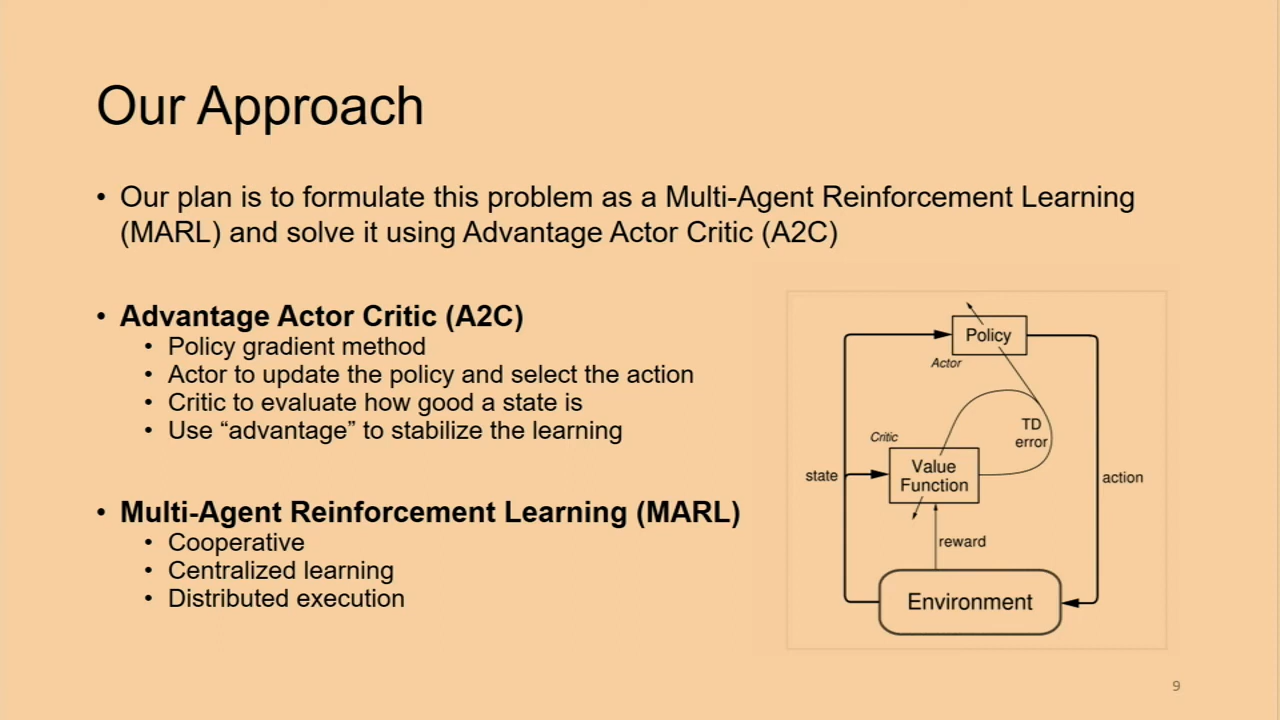 Our Approach
• Our plan is to formulate this problem as a Multi-Agent Reinforcement Learning
(MARL) and solve it using Advantage Actor Critic (A2C)
• Advantage Actor Critic (A2C)
• Policy gradient method
• Actor to update the policy and select the action
• Critic to evaluate how good a state is
• Use “advantage” to stabilize the learning
• Multi-Agent Reinforcement Learning (MARL)
• Cooperative
• Centralized learning
• Distributed execution
Policy
Actor
TD
error
Critic
Value
Function
state
action
reward
Environment
9